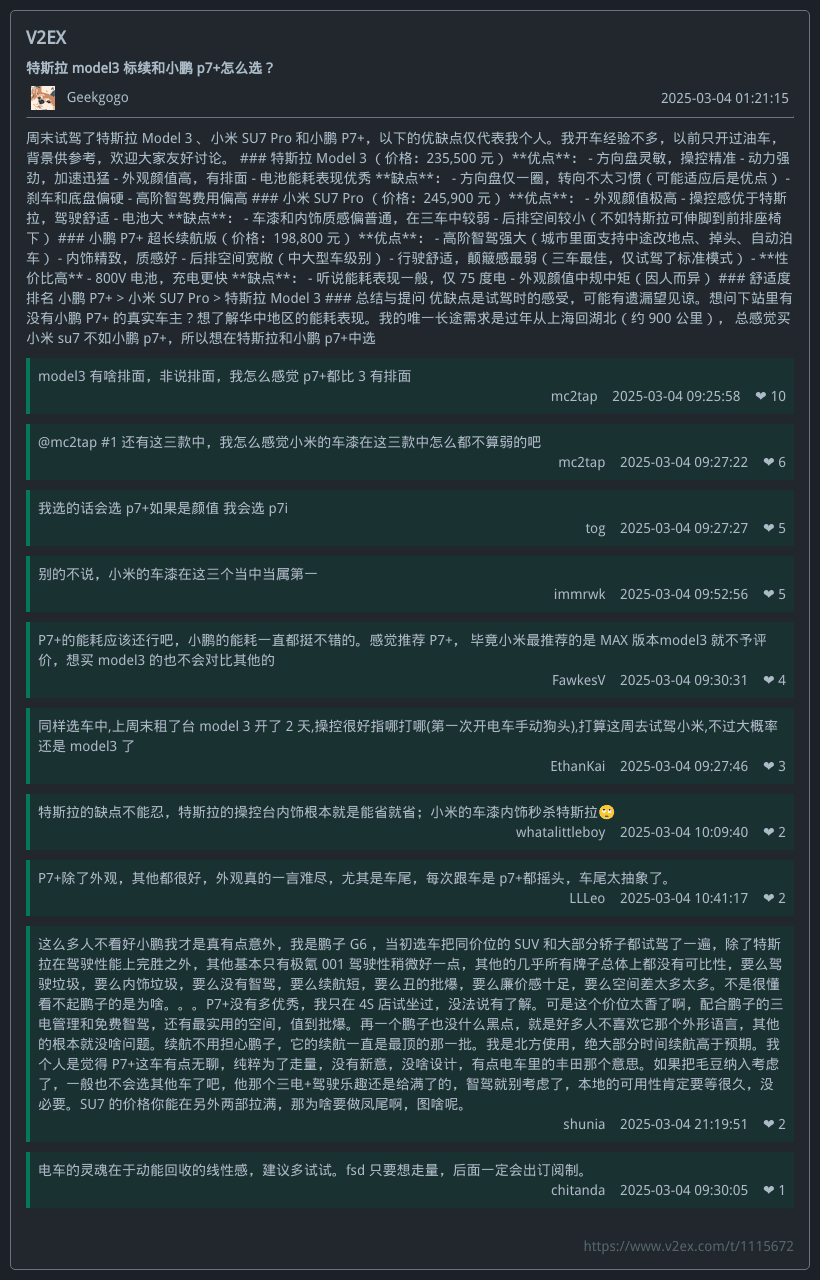 V2EX
特斯拉 model3 标续和小鹏 p7+怎么选？
Geekgogo 2025-03-04 01:21:15
周末试驾了特斯拉 Model 3 、小米 SU7 Pro 和小鹏 P7+，以下的优缺点仅代表我个人。我开车经验不多，以前只开过油车，
背景供参考，欢迎大家友好讨论。 ### 特斯拉 Model 3 （ 价格：235,500 元 ） **优点**： - 方向盘灵敏，操控精准 - 动力强
劲，加速迅猛 - 外观颜值高，有排面 - 电池能耗表现优秀 **缺点**： - 方向盘仅一圈，转向不太习惯（ 可能适应后是优点 ） -
刹车和底盘偏硬 - 高阶智驾费用偏高 ### 小米 SU7 Pro （价格：245,900 元 ） **优点**： - 外观颜值极高 - 操控感优于特斯
拉，驾驶舒适 - 电池大 **缺点**： - 车漆和内饰质感偏普通，在三车中较弱 - 后排空间较小（ 不如特斯拉可伸脚到前排座椅
下 ） ### 小鹏 P7+ 超长续航版（ 价格：198,800 元 ） **优点**： - 高阶智驾强大（ 城市里面支持中途改地点、掉头、自动泊
车 ） - 内饰精致，质感好 - 后排空间宽敞（ 中大型车级别 ） - 行驶舒适，颠簸感最弱（ 三车最佳，仅试驾了标准模式 ） - **性
价比高** - 800V 电池，充电更快 **缺点**： - 听说能耗表现一般，仅 75 度电 - 外观颜值中规中矩（ 因人而异 ） ### 舒适度
排名 小鹏 P7+ > 小米 SU7 Pro > 特斯拉 Model 3 ### 总结与提问 优缺点是试驾时的感受，可能有遗漏望见谅。想问下站里有
没有小鹏 P7+ 的真实车主？想了解华中地区的能耗表现。我的唯一长途需求是过年从上海回湖北（ 约 900 公里 ）， 总感觉买
小米 su7 不如小鹏 p7+，所以想在特斯拉和小鹏 p7+中选
model3 有啥排面，非说排面，我怎么感觉 p7+都比 3 有排面
mc2tap 2025-03-04 09:25:58 ❤ 10
@mc2tap #1 还有这三款中，我怎么感觉小米的车漆在这三款中怎么都不算弱的吧
mc2tap 2025-03-04 09:27:22 ❤ 6
我选的话会选 p7+如果是颜值 我会选 p7i
tog 2025-03-04 09:27:27 ❤ 5
别的不说，小米的车漆在这三个当中当属第一
immrwk 2025-03-04 09:52:56 ❤ 5
P7+的能耗应该还行吧，小鹏的能耗一直都挺不错的。感觉推荐 P7+， 毕竟小米最推荐的是 MAX 版本model3 就不予评
价，想买 model3 的也不会对比其他的
FawkesV 2025-03-04 09:30:31 ❤ 4
同样选车中,上周末租了台 model 3 开了 2 天,操控很好指哪打哪(第一次开电车手动狗头),打算这周去试驾小米,不过大概率
还是 model3 了
EthanKai 2025-03-04 09:27:46 ❤ 3
特斯拉的缺点不能忍，特斯拉的操控台内饰根本就是能省就省；小米的车漆内饰秒杀特斯拉🙄
whatalittleboy 2025-03-04 10:09:40 ❤ 2
P7+除了外观，其他都很好，外观真的一言难尽，尤其是车尾，每次跟车是 p7+都摇头，车尾太抽象了。
LLLeo 2025-03-04 10:41:17 ❤ 2
这么多人不看好小鹏我才是真有点意外，我是鹏子 G6 ，当初选车把同价位的 SUV 和大部分轿子都试驾了一遍，除了特斯
拉在驾驶性能上完胜之外，其他基本只有极氪 001 驾驶性稍微好一点，其他的几乎所有牌子总体上都没有可比性，要么驾
驶垃圾，要么内饰垃圾，要么没有智驾，要么续航短，要么丑的批爆，要么廉价感十足，要么空间差太多太多。不是很懂
看不起鹏子的是为啥。。。P7+没有多优秀，我只在 4S 店试坐过，没法说有了解。可是这个价位太香了啊，配合鹏子的三
电管理和免费智驾，还有最实用的空间，值到批爆。再一个鹏子也没什么黑点，就是好多人不喜欢它那个外形语言，其他
的根本就没啥问题。续航不用担心鹏子，它的续航一直是最顶的那一批。我是北方使用，绝大部分时间续航高于预期。我
个人是觉得 P7+这车有点无聊，纯粹为了走量，没有新意，没啥设计，有点电车里的丰田那个意思。如果把毛豆纳入考虑
了，一般也不会选其他车了吧，他那个三电+驾驶乐趣还是给满了的，智驾就别考虑了，本地的可用性肯定要等很久，没
必要。SU7 的价格你能在另外两部拉满，那为啥要做凤尾啊，图啥呢。
shunia 2025-03-04 21:19:51 ❤ 2
电车的灵魂在于动能回收的线性感，建议多试试。fsd 只要想走量，后面一定会出订阅制。
chitanda 2025-03-04 09:30:05 ❤ 1
https://www.v2ex.com/t/1115672